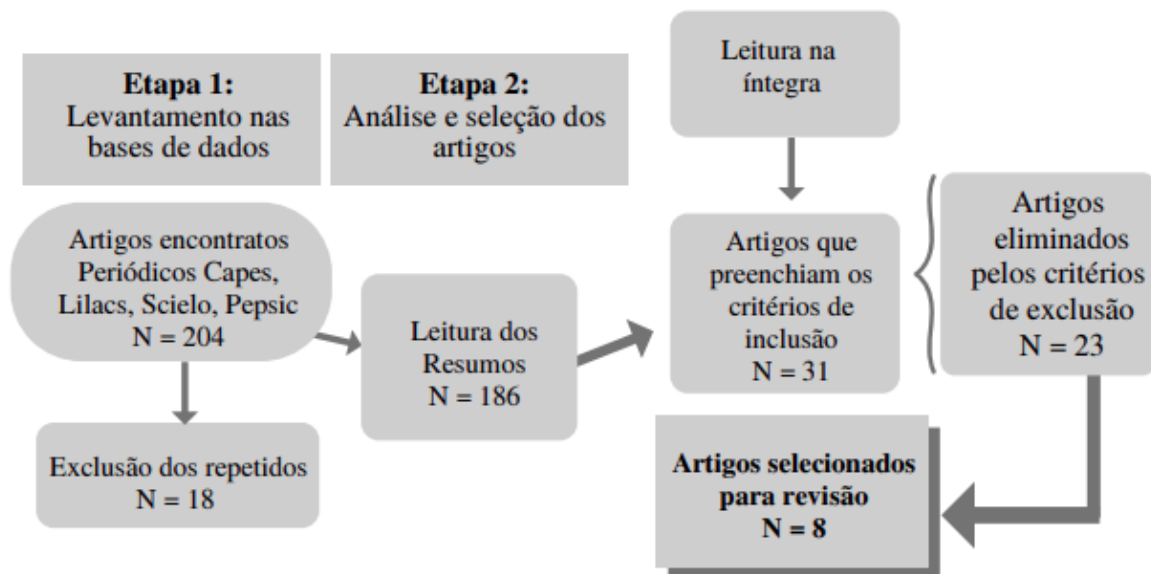 Etapa 1:
Levantamento nas
bases de dados
Etapa 2:
Análise e seleção dos
artigos
Leitura na
íntegra
Artigos encontratos
Periódicos Capes,
Lilacs, Scielo, Pepsic
N = 204
Exclusão dos repetidos
N = 18
Leitura dos
Resumos
N = 186
Artigos que
preenchiam os
critérios de
inclusão
N = 31
Artigos
eliminados
pelos critérios
de exclusão
N = 23
Artigos selecionados
para revisão
N = 8